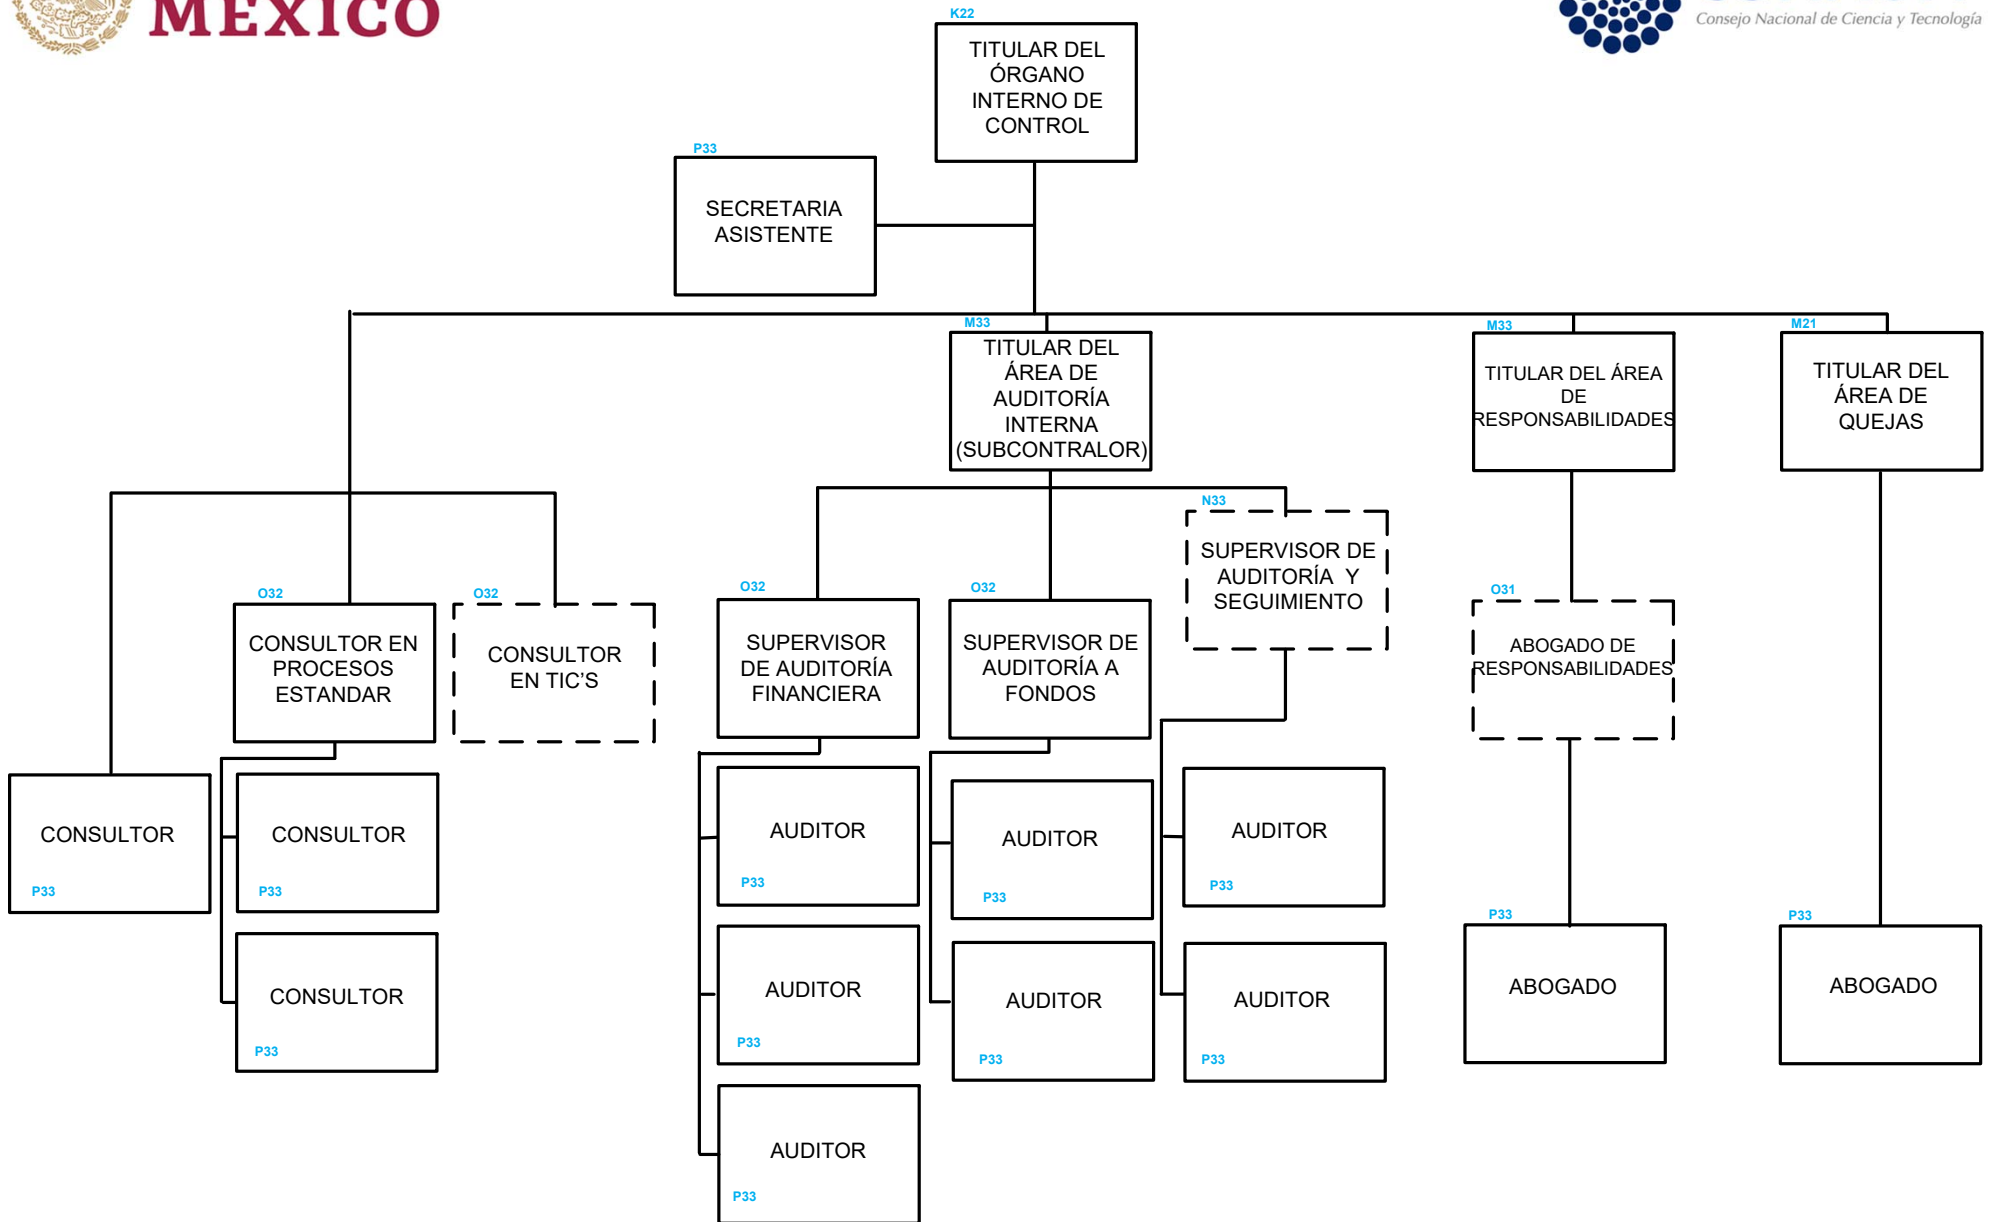 MÉXICO
Consejo Nacional de Ciencia y Tecnología
K22
TITULAR DEL
ÓRGANO
INTERNO DE
CONTROL
P33
SECRETARIA
ASISTENTE
M33
TITULAR DEL
ÁREA DE
AUDITORÍA
INTERNA
(SUBCONTRALOR)
M33
TITULAR DEL ÁREA
DE
RESPONSABILIDADES
M21
TITULAR DEL
ÁREA DE
QUEJAS
O32
CONSULTOR EN
PROCESOS
ESTANDAR
O32
CONSULTOR
EN TIC'S
O32
SUPERVISOR
DE AUDITORÍA
FINANCIERA
O32
SUPERVISOR DE
AUDITORÍA A
FONDOS
N33
SUPERVISOR DE
AUDITORÍA Y
SEGUIMIENTO
O31
ABOGADO DE
RESPONSABILIDADES
CONSULTOR
P33
CONSULTOR
P33
CONSULTOR
P33
AUDITOR
P33
AUDITOR
P33
AUDITOR
P33
AUDITOR
P33
AUDITOR
P33
AUDITOR
P33
AUDITOR
P33
P33
ABOGADO
P33
ABOGADO